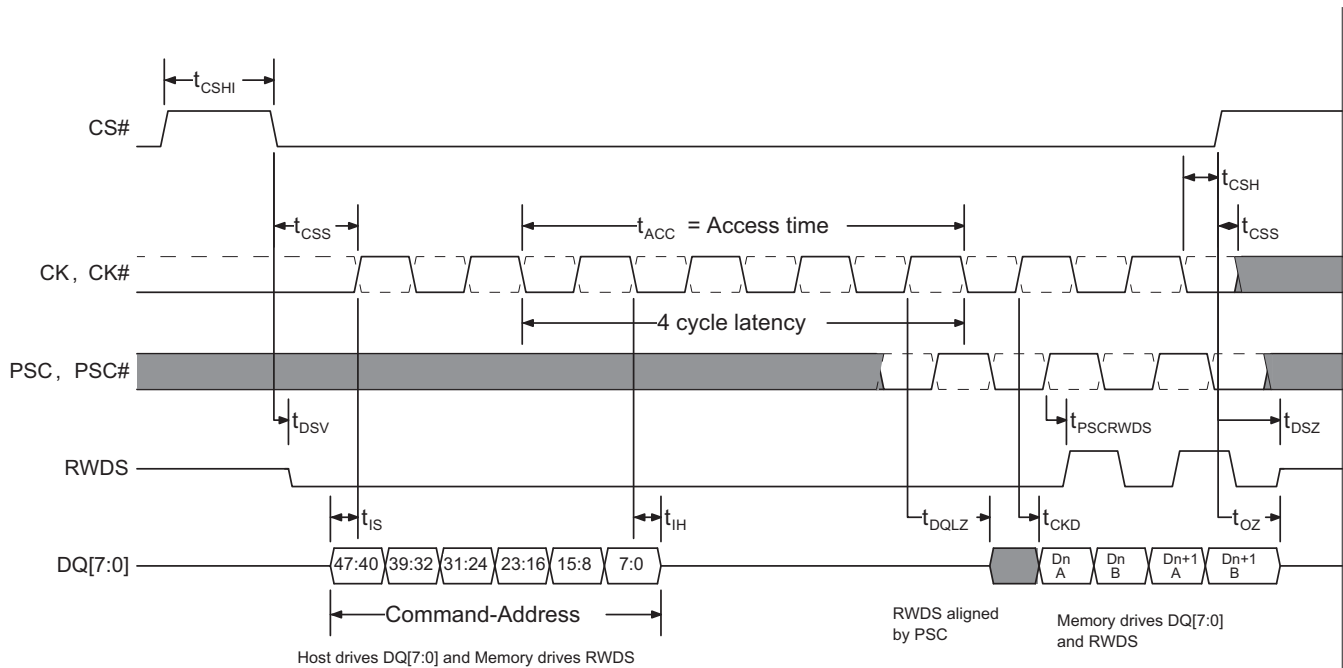 tCSHI
CS#
tCSH
tCSS
tACC = Access time
tCSS
CK, CK#
4 cycle latency
PSC, PSC#
tDSV
tPSCRWDS
tDSZ
RWDS
tIS
tIH
tDQLZ
tCKD
tOZ
DQ[7:0]
47:40
39:32
31:24
23:16
15:8
7:0
Dn
A
Dn
B
Dn+1
A
Dn+1
B
Command-Address
RWDS aligned
by PSC
Memory drives DQ[7:0]
and RWDS
Host drives DQ[7:0] and Memory drives RWDS